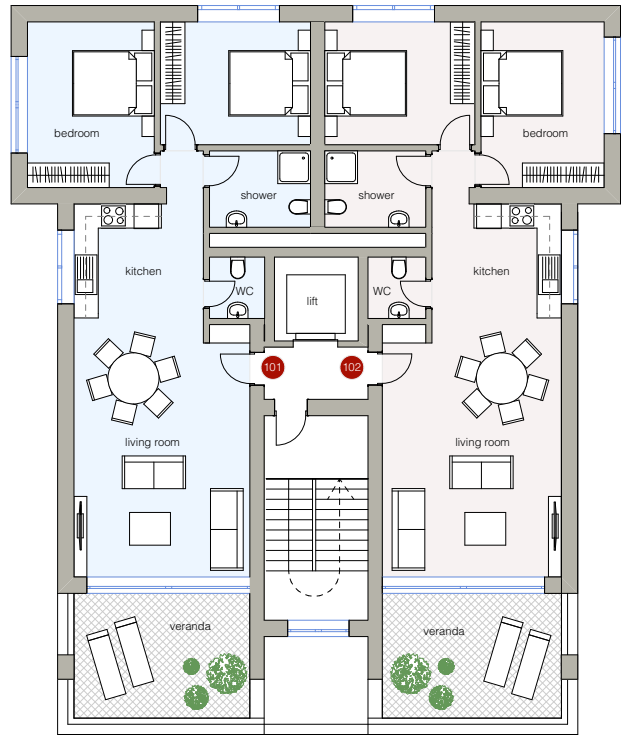 bedroom
bedroom
shower
shower
kitchen
kitchen
WC
WC
lift
101
102
living room
living room
veranda
veranda